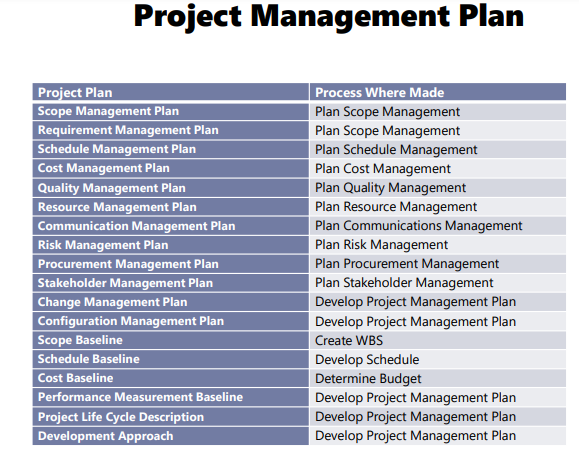 Project Management Plan
Project Plan Process Where Made
Scope Management Plan Plan Scope Management
Requirement Management Plan Plan Scope Management
Schedule Management Plan Plan Schedule Management
Cost Management Plan Plan Cost Management
Quality Management Plan Plan Quality Management
Resource Management Plan Plan Resource Management
Communication Management Plan Plan Communications Management
Risk Management Plan Plan Risk Management
Procurement Management Plan Plan Procurement Management
Stakeholder Management Plan Plan Stakeholder Management
Change Management Plan Develop Project Management Plan
Configuration Management Plan Develop Project Management Plan
Scope Baseline Create WBS
Schedule Baseline Develop Schedule
Cost Baseline Determine Budget
Performance Measurement Baseline Develop Project Management Plan
Project Life Cycle Description Develop Project Management Plan
Development Approach Develop Project Management Plan